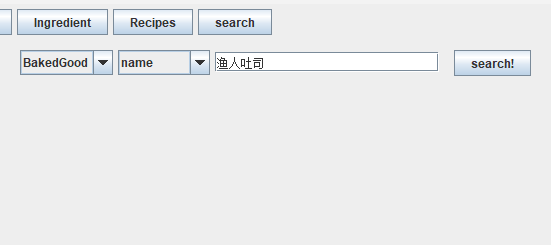 Ingredient Recipes search
BakedGood name 渔人吐司 search!